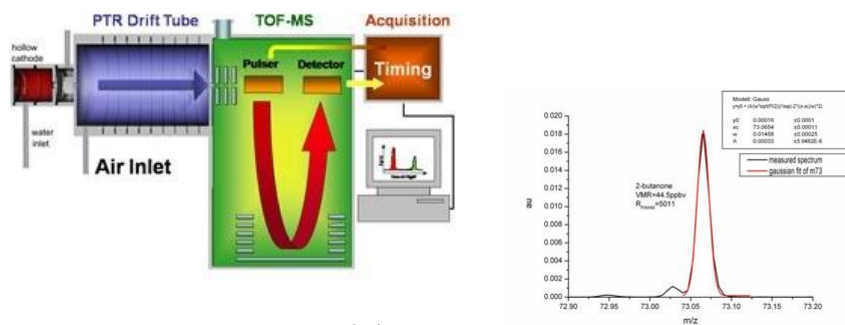 PTR Drift Tube
TOF-MS
Acquisition
hollow
cathode
Pulser
Detector
Timing
water
inlet
Air Inlet
Modell: Gauss
y0 0.00016 ±0.0001
xc 73.0654 ±0.00011
w 0.01456 ±0.00025
measured spectrum
gaussian fit of m73
2-butanone
VMR=44.5ppbv
au
0.020
0.018
0.016
0.014
0.012
0.010
0.008
0.006
0.004
0.002
0.000
72.90
72.95
73.00
73.05
73.10
73.15
73.20
m/z